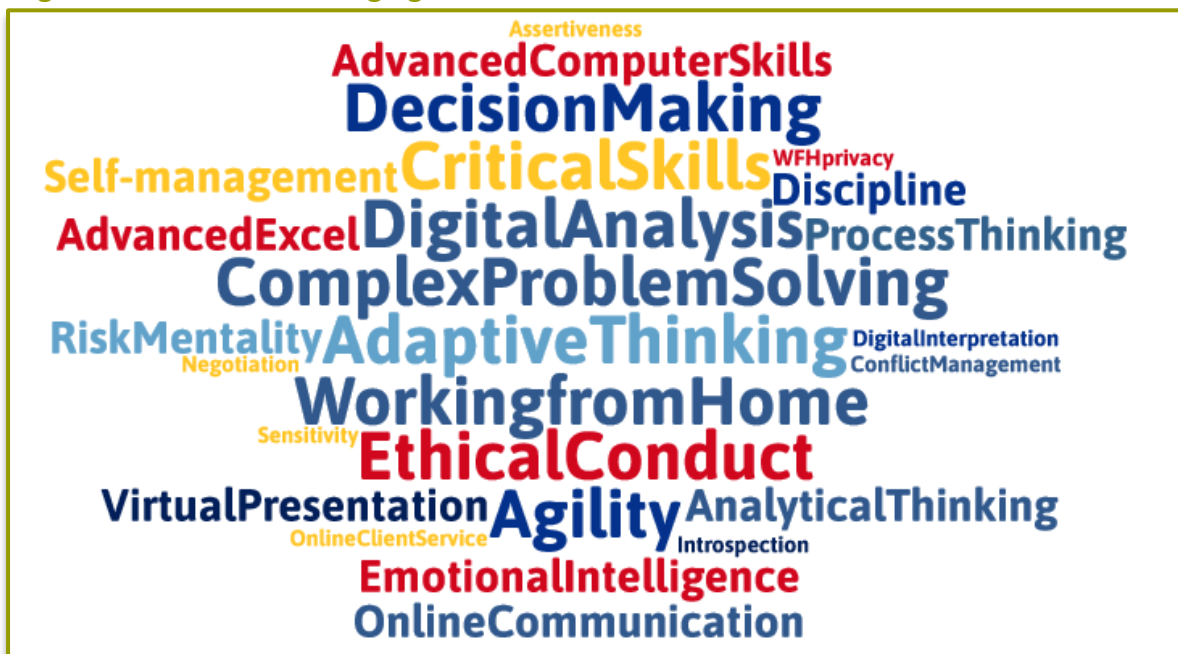 Assertiveness
AdvancedComputerSkills
DecisionMaking
Self-management CriticalSkills WFHprivacy
Discipline
AdvancedExcel DigitalAnalysis ProcessThinking
ComplexProblemSolving
RiskMentality AdaptiveThinking DigitalInterpretation
Negotiation ConflictManagement
WorkingfromHome
Sensitivity EthicalConduct
VirtualPresentation Agility AnalyticalThinking
OnlineClientService Introspection
EmotionalIntelligence
OnlineCommunication